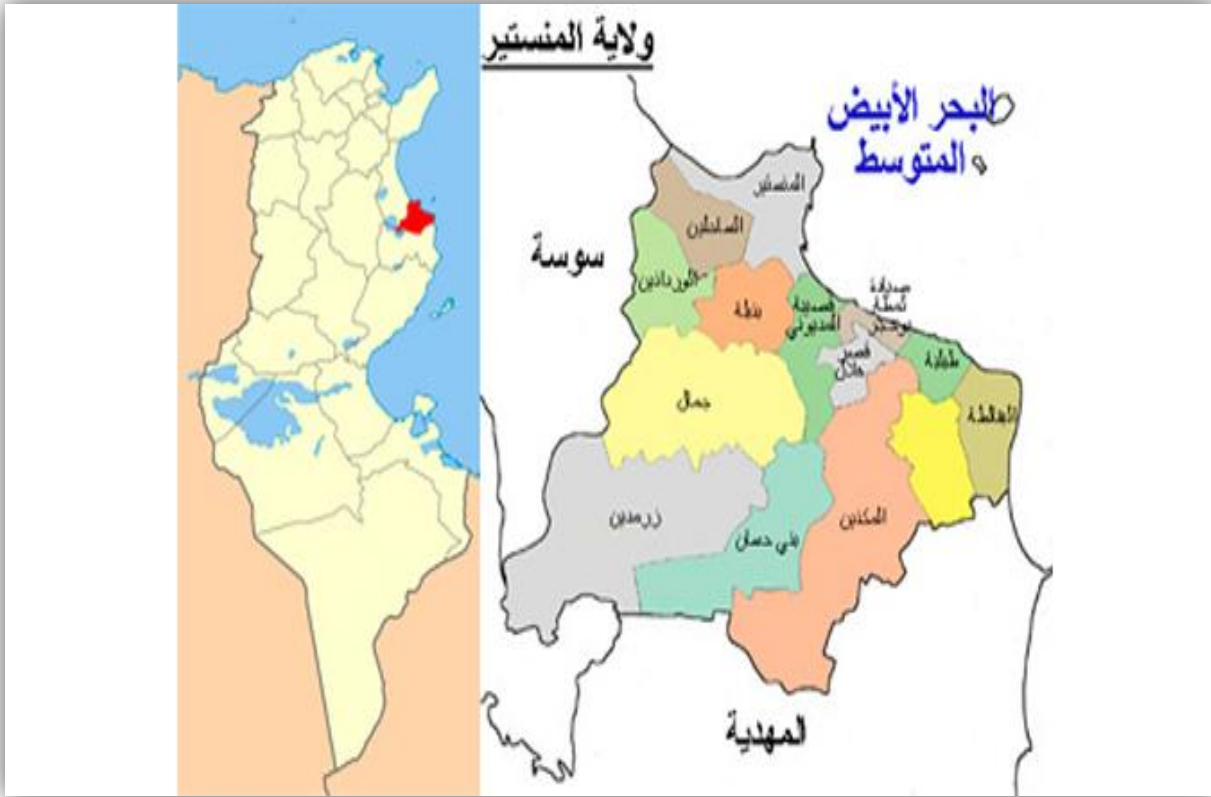 ولاية المنستير
البحر الأبيض
المتوسط
المنستير
الساحلين
سوسة
الوردانين
بنبلة
صيادة
لمطة
بوحجر
قصيبة
المديوني
قصر
هلال
طبلبة
جمال
البقالطة
زرمدين
بني حسان
المكنين
المهدية